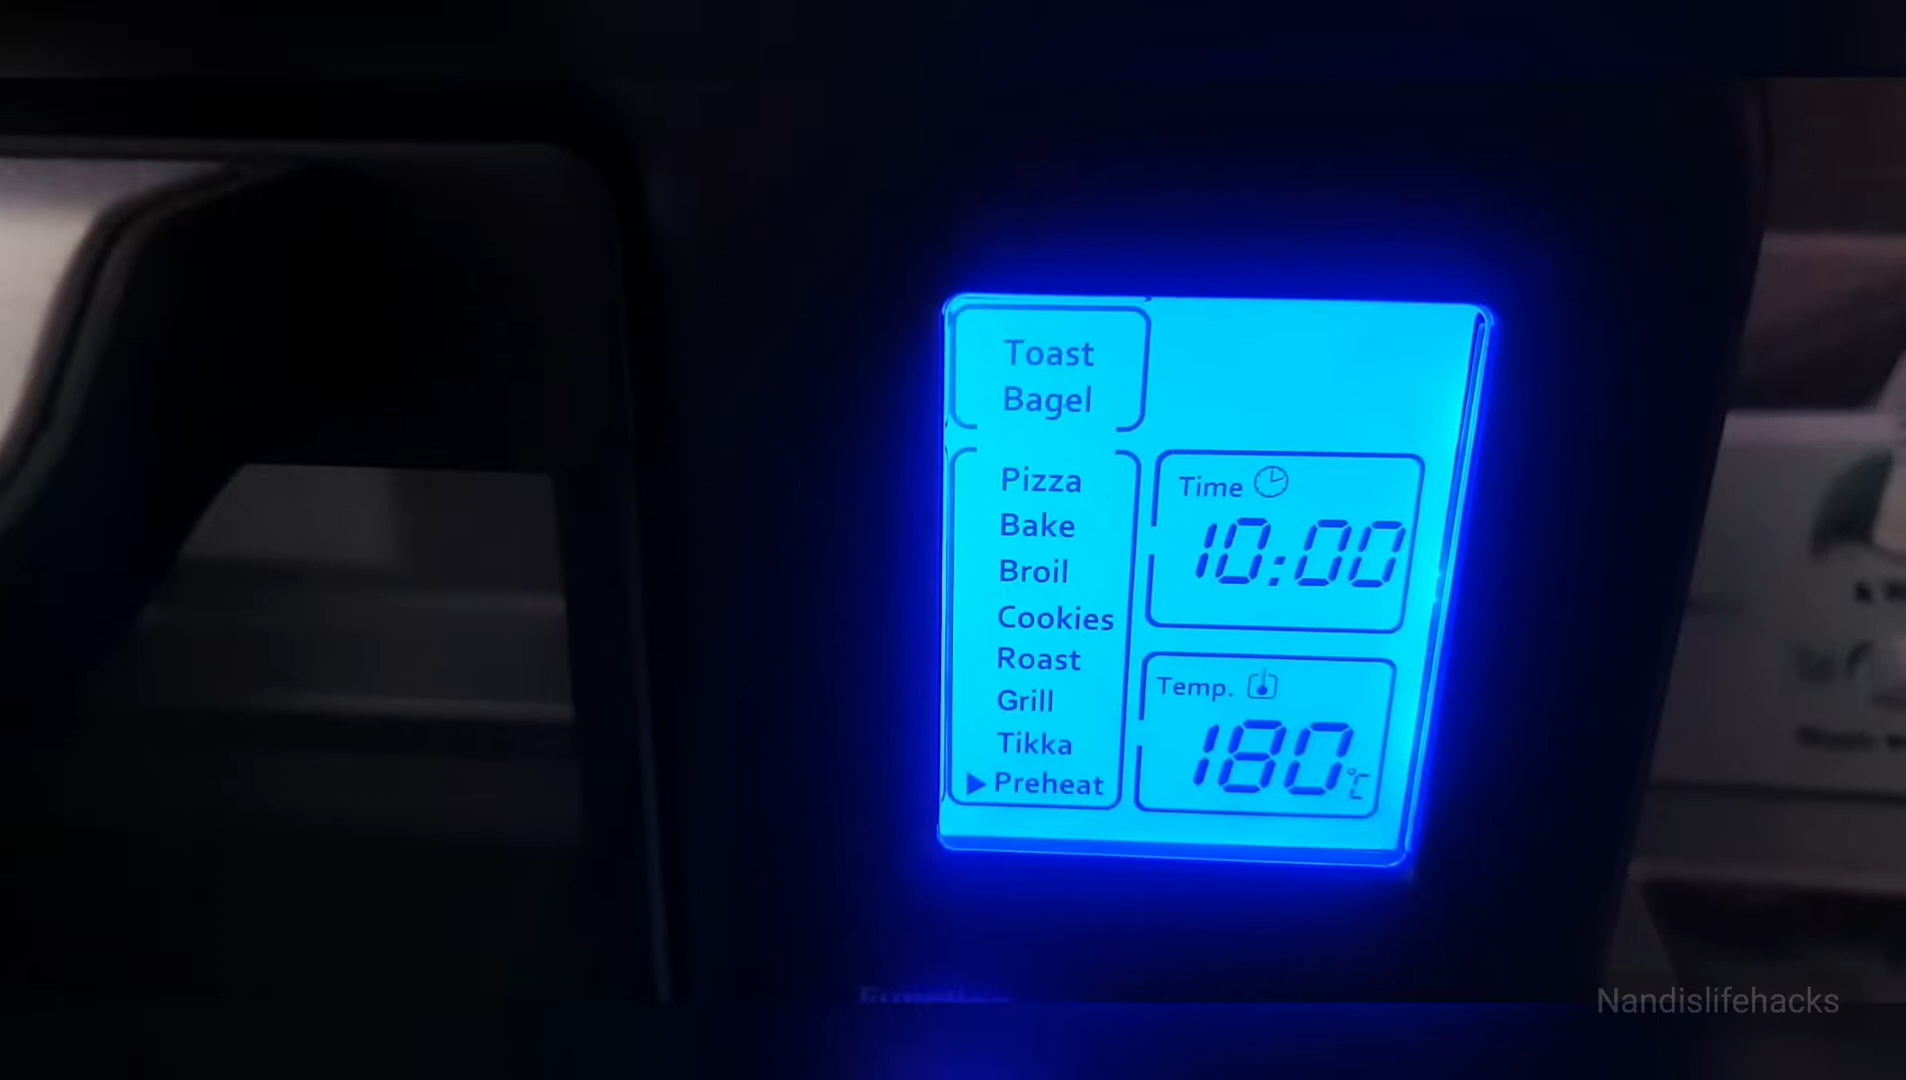 Toast
Bagel
Pizza
Bake
Broil
Cookies
Roast
Grill
Tikka
▶ Preheat
Time
10:00
Temp.
180°C
Nandislifehacks